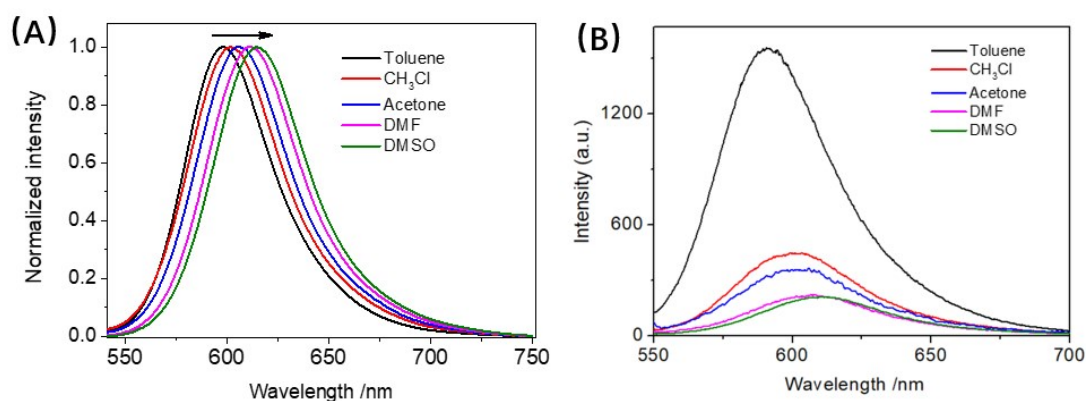 (A)
Normalized intensity
1.0
0.8
0.6
0.4
0.2
0.0
550 600 650 700 750
Wavelength /nm
Toluene
CH₃Cl
Acetone
DMF
DMSO
(B)
Intensity (a.u.)
1200
600
0
550 600 650 700
Wavelength /nm
Toluene
CH₃Cl
Acetone
DMF
DMSO